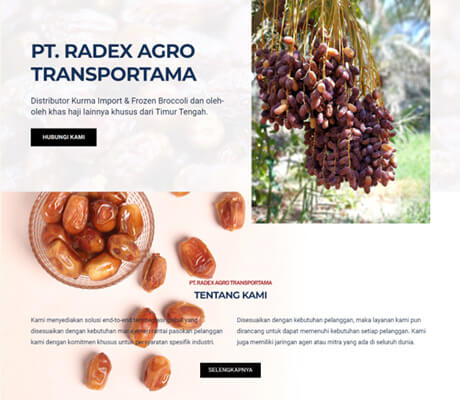 PT. RADEX AGRO
TRANSPORTAMA
Distributor Kurma Import & Frozen Broccoli dan oleh-
oleh khas haji lainnya khusus dari Timur Tengah.
HUBUNGI KAMI
PT. RADEX AGRO TRANSPORTAMA
TENTANG KAMI
Kami menyediakan solusi end-to-end
disesuaikan dengan kebutuhan rantai pasokan pelanggan
kami dengan komitmen khusus untuk persyaratan spesifik industri.
Disesuaikan dengan kebutuhan pelanggan, maka layanan kami pun
dirancang untuk dapat memenuhi kebutuhan setiap pelanggan. Kami
juga memiliki jaringan agen atau mitra yang ada di seluruh dunia.
SELENGKAPNYA